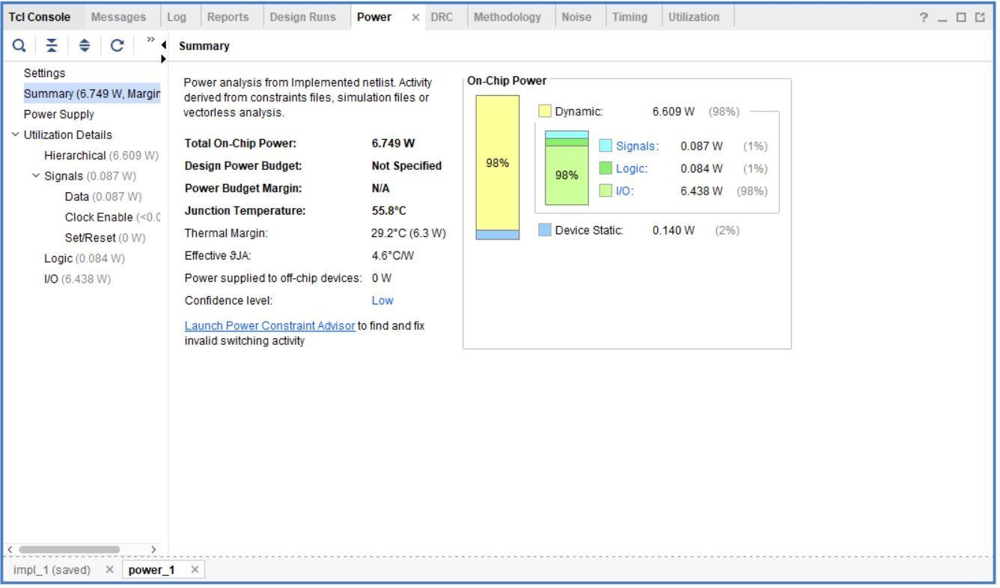 Tcl Console Messages Log Reports Design Runs Power × DRC Methodology Noise Timing Utilization ? _
»
Summary
Settings
Summary (6.749 W, Margin
Power Supply
Utilization Details
Hierarchical (6.609 W)
Signals (0.087 W)
Data (0.087 W)
Clock Enable (<0.0
Set/Reset (0 W)
Logic (0.084 W)
I/O (6.438 W)
Power analysis from Implemented netlist. Activity
derived from constraints files, simulation files or
vectorless analysis.
Total On-Chip Power: 6.749 W
Design Power Budget: Not Specified
Power Budget Margin: N/A
Junction Temperature: 55.8°C
Thermal Margin: 29.2°C (6.3 W)
Effective ϑJA: 4.6°C/W
Power supplied to off-chip devices: 0 W
Confidence level: Low
Launch Power Constraint Advisor to find and fix
invalid switching activity
On-Chip Power
98%
Dynamic: 6.609 W (98%)
98%
Signals: 0.087 W (1%)
Logic: 0.084 W (1%)
I/O: 6.438 W (98%)
Device Static: 0.140 W (2%)
impl_1 (saved) × power_1 ×